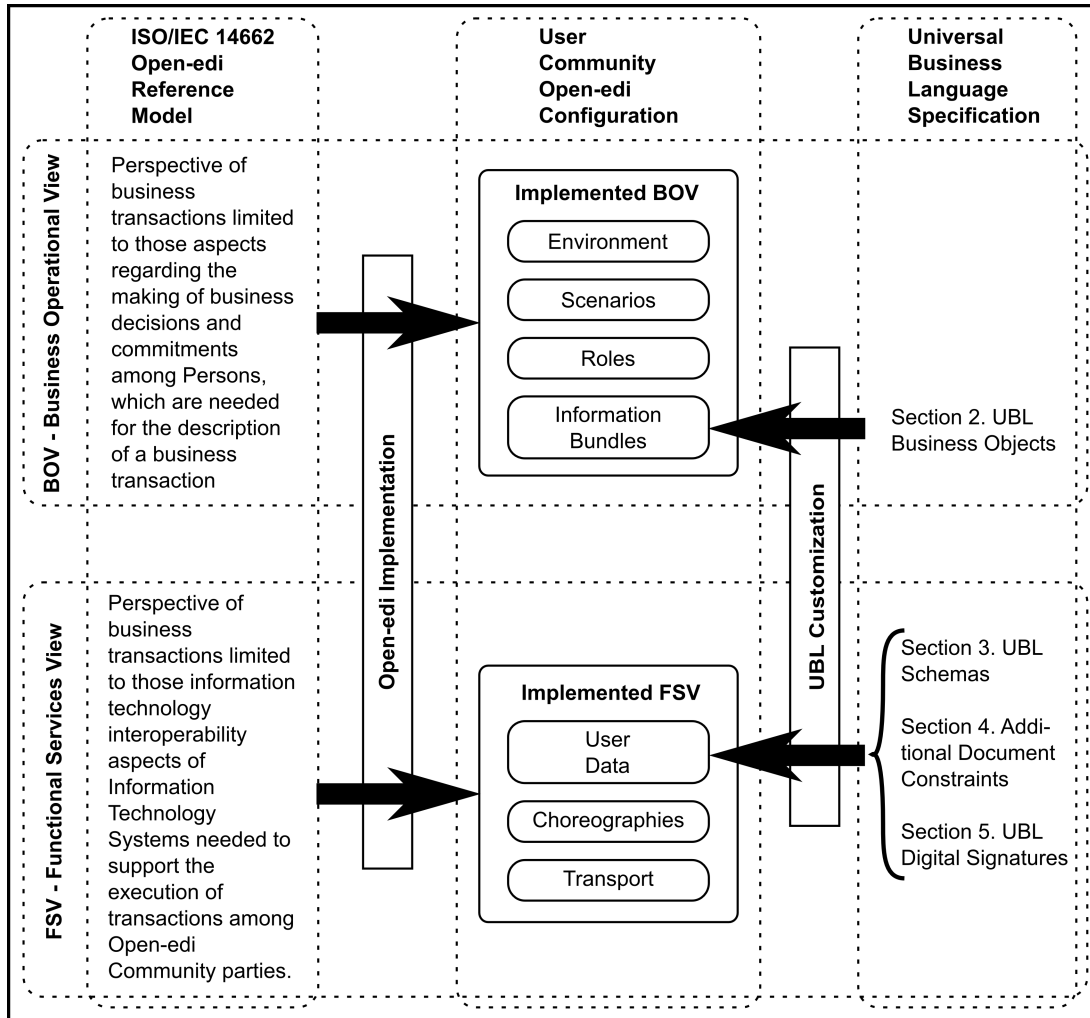 ISO/IEC 14662
Open-edi
Reference
Model
User
Community
Open-edi
Configuration
Universal
Business
Language
Specification
BOV - Business Operational View
Perspective of
business
transactions limited
to those aspects
regarding the
making of business
decisions and
commitments
among Persons,
which are needed
for the description
of a business
transaction
Open-edi Implementation
Implemented BOV
Environment
Scenarios
Roles
Information
Bundles
UBL Customization
Section 2. UBL
Business Objects
FSV - Functional Services View
Perspective of
business
transactions limited
to those information
technology
interoperability
aspects of
Information
Technology
Systems needed to
support the
execution of
transactions among
Open-edi
Community parties.
Implemented FSV
User
Data
Choreographies
Transport
Section 3. UBL
Schemas
Section 4. Addi-
tional Document
Constraints
Section 5. UBL
Digital Signatures